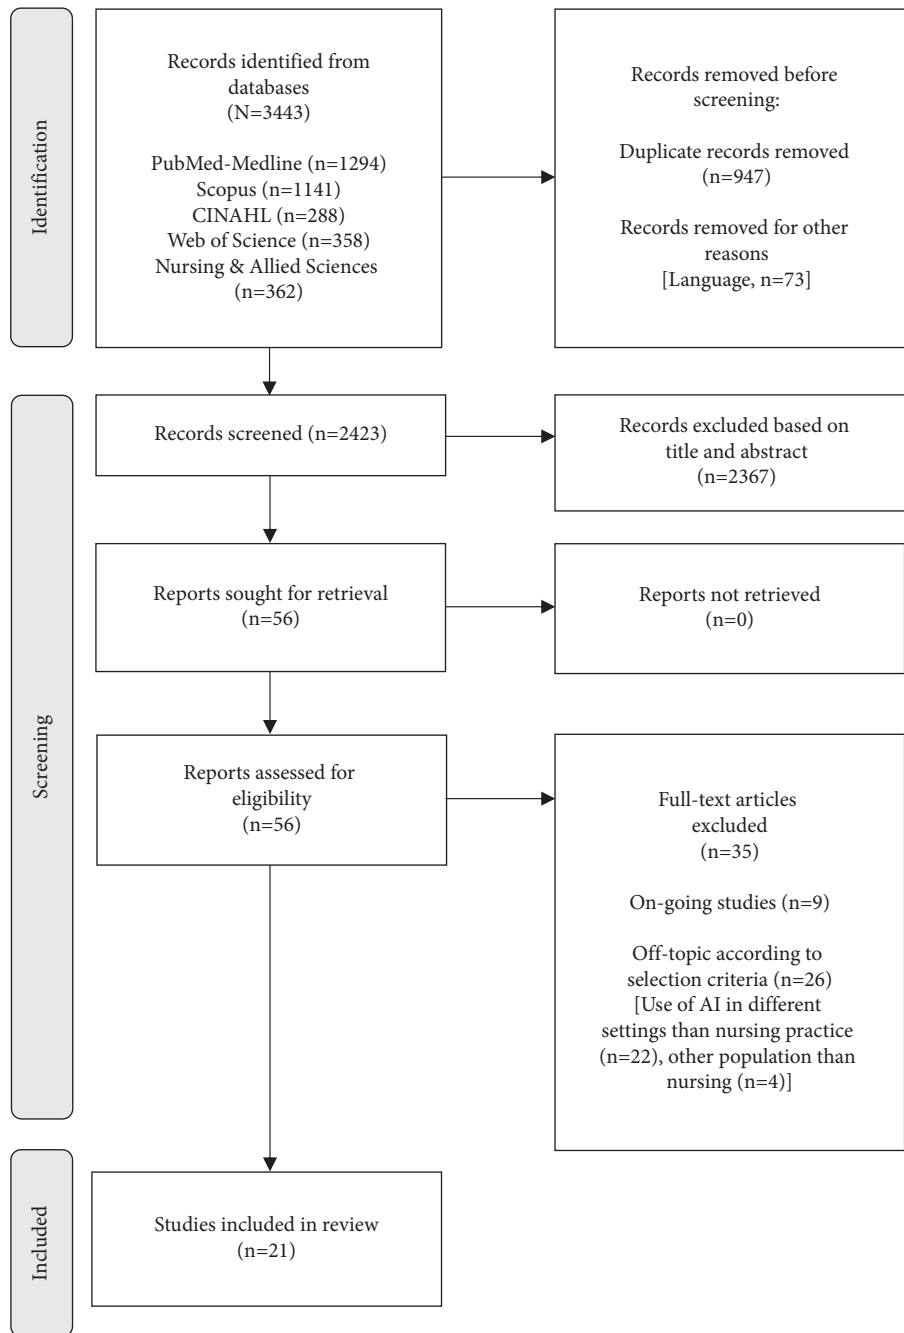 Identification
Records identified from
databases
(N=3443)
PubMed-Medline (n=1294)
Scopus (n=1141)
CINAHL (n=288)
Web of Science (n=358)
Nursing & Allied Sciences
(n=362)
Records removed before
screening:
Duplicate records removed
(n=947)
Records removed for other
reasons
[Language, n=73]
Screening
Records screened (n=2423)
Records excluded based on
title and abstract
(n=2367)
Reports sought for retrieval
(n=56)
Reports not retrieved
(n=0)
Reports assessed for
eligibility
(n=56)
Full-text articles
excluded
(n=35)
On-going studies (n=9)
Off-topic according to
selection criteria (n=26)
[Use of AI in different
settings than nursing practice
(n=22), other population than
nursing (n=4)]
Included
Studies included in review
(n=21)